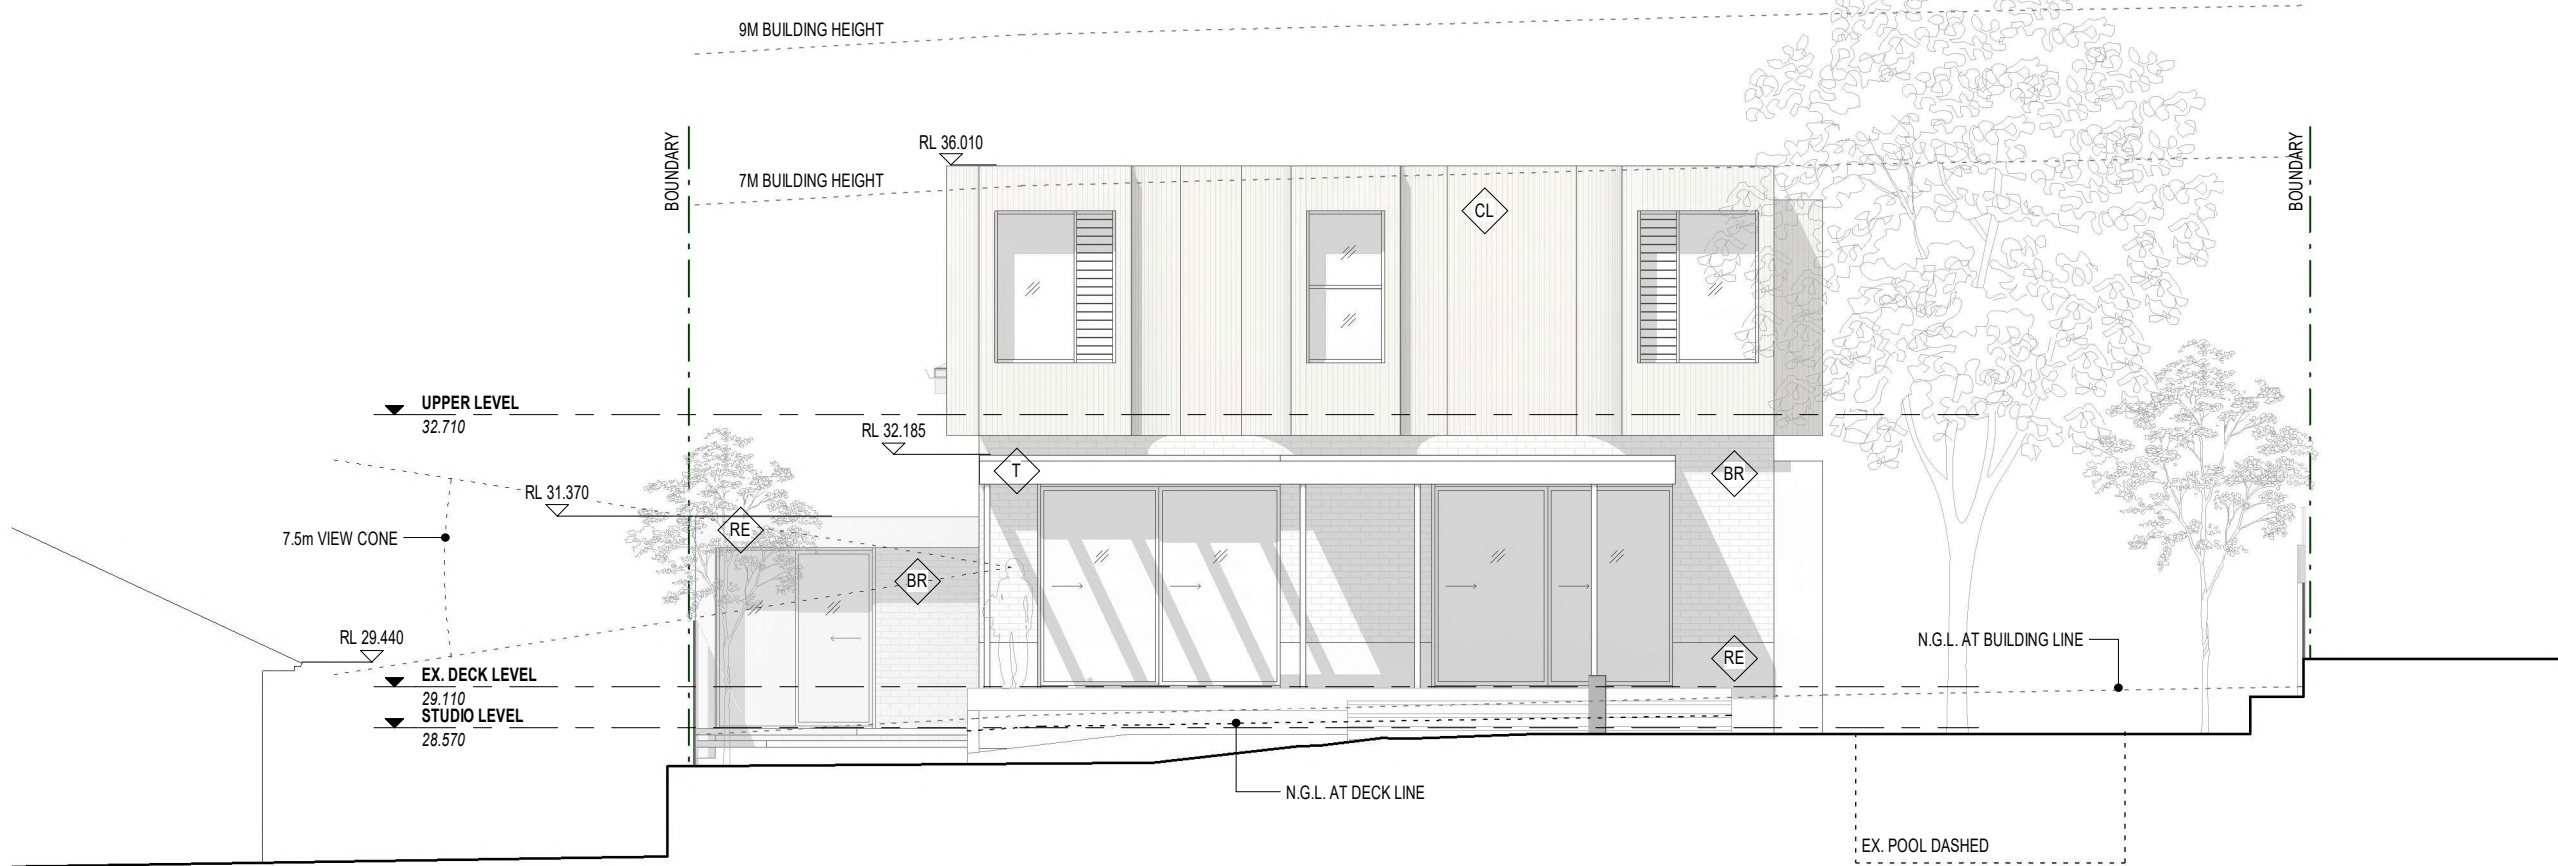 9M BUILDING HEIGHT
BOUNDARY
RL 36.010
BOUNDARY
7M BUILDING HEIGHT
CL
UPPER LEVEL
32.710
RL 32.185
T
BR
RL 31.370
RE
7.5m VIEW CONE
BR
RL 29.440
N.G.L. AT BUILDING LINE
RE
EX. DECK LEVEL
29.110
STUDIO LEVEL
28.570
N.G.L. AT DECK LINE
EX. POOL DASHED